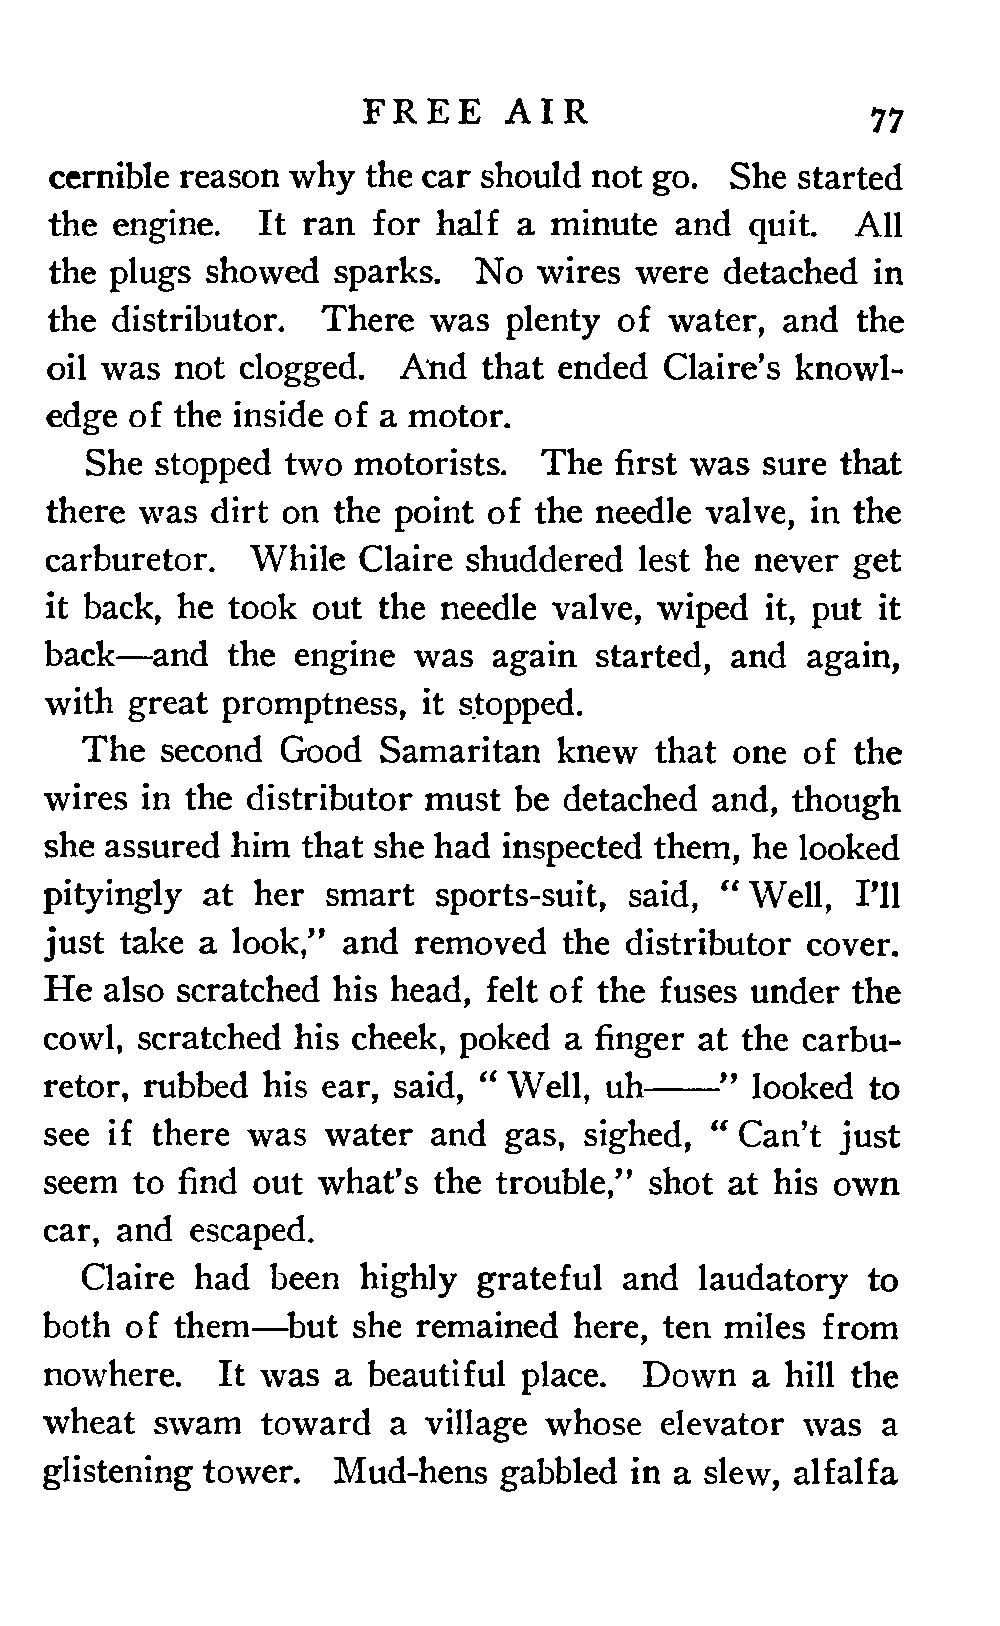 FREE AIR 77
cernible reason why the car should not go. She started
the engine. It ran for half a minute and quit. All
the plugs showed sparks. No wires were detached in
the distributor. There was plenty of water, and the
oil was not clogged. And that ended Claire's knowl-
edge of the inside of a motor.
She stopped two motorists. The first was sure that
there was dirt on the point of the needle valve, in the
carburetor. While Claire shuddered lest he never get
it back, he took out the needle valve, wiped it, put it
back—and the engine was again started, and again,
with great promptness, it stopped.
The second Good Samaritan knew that one of the
wires in the distributor must be detached and, though
she assured him that she had inspected them, he looked
pityingly at her smart sports-suit, said, “Well, I'll
just take a look,” and removed the distributor cover.
He also scratched his head, felt of the fuses under the
cowl, scratched his cheek, poked a finger at the carbu-
retor, rubbed his ear, said, “Well, uh——” looked to
see if there was water and gas, sighed, “Can't just
seem to find out what's the trouble,” shot at his own
car, and escaped.
Claire had been highly grateful and laudatory to
both of them—but she remained here, ten miles from
nowhere. It was a beautiful place. Down a hill the
wheat swam toward a village whose elevator was a
glistening tower. Mud-hens gabbled in a slew, alfalfa